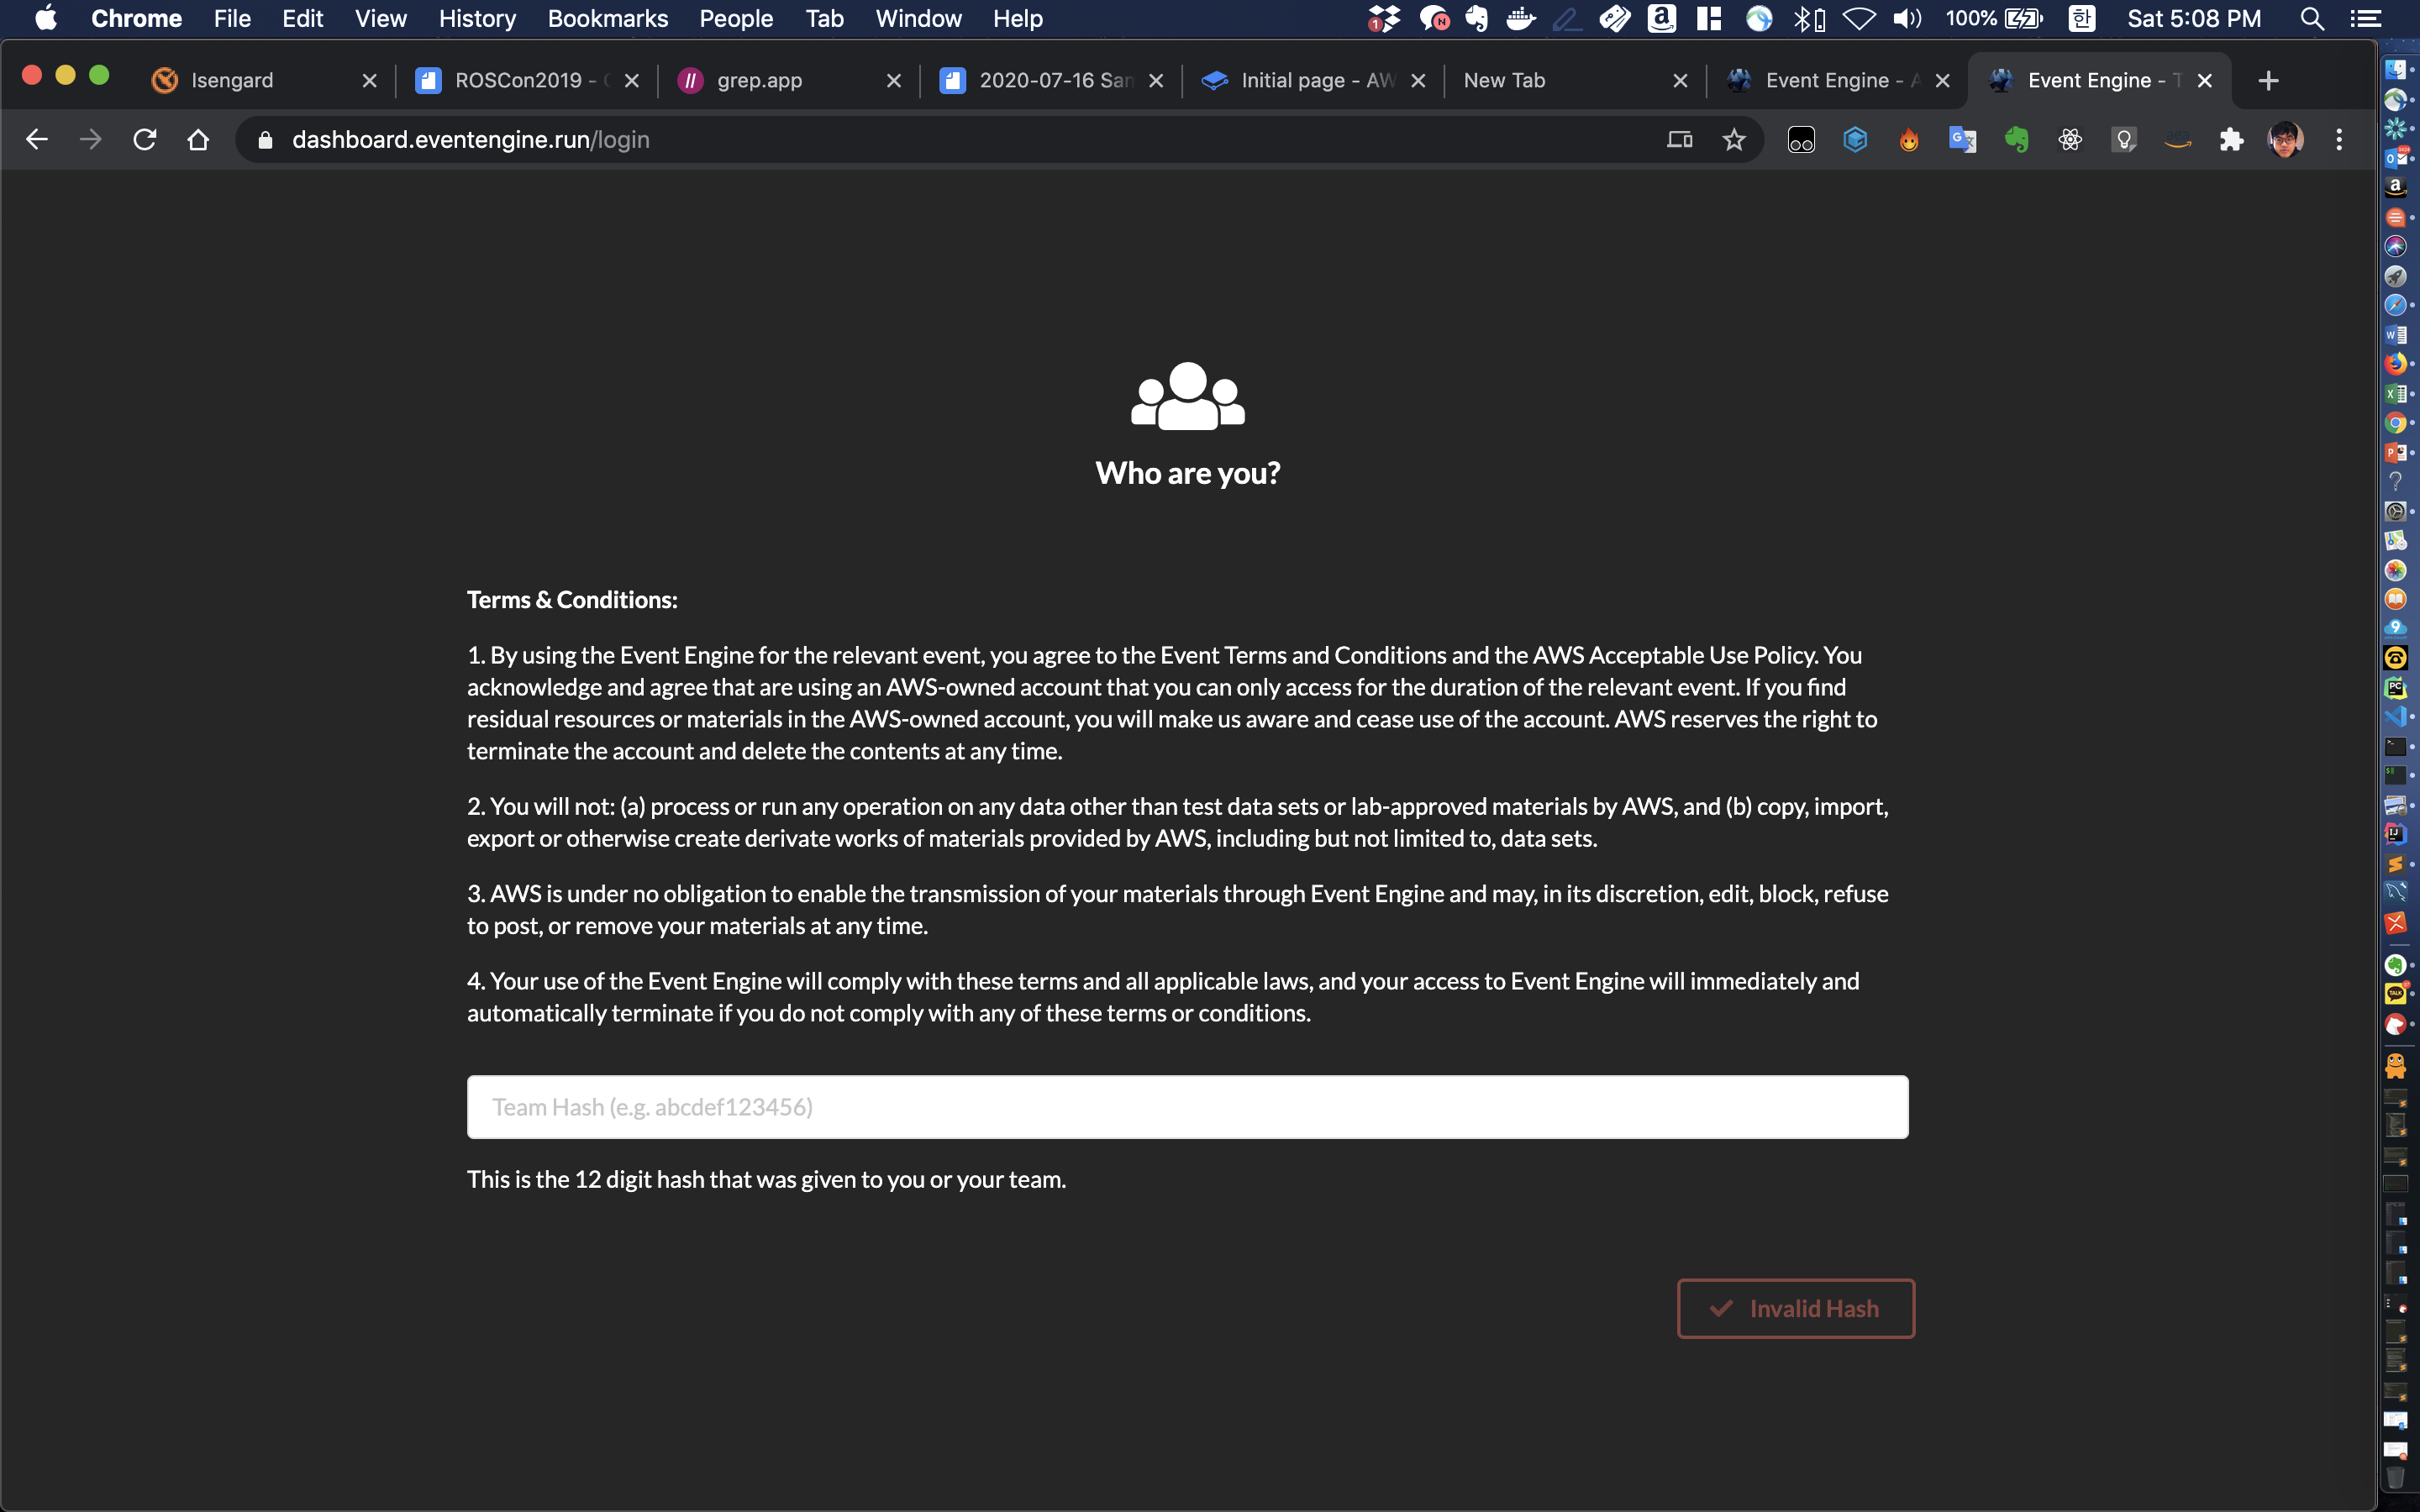 Chrome File Edit View History Bookmarks People Tab Window Help 1 N 100% 한 Sat 5:08 PM
Isengard ROSCon2019 - grep.app 2020-07-16 San Initial page - AW New Tab Event Engine - A Event Engine - T
dashboard.eventengine.run/login
Who are you?
Terms & Conditions:
1. By using the Event Engine for the relevant event, you agree to the Event Terms and Conditions and the AWS Acceptable Use Policy. You
acknowledge and agree that are using an AWS-owned account that you can only access for the duration of the relevant event. If you find
residual resources or materials in the AWS-owned account, you will make us aware and cease use of the account. AWS reserves the right to
terminate the account and delete the contents at any time.
2. You will not: (a) process or run any operation on any data other than test data sets or lab-approved materials by AWS, and (b) copy, import,
export or otherwise create derivate works of materials provided by AWS, including but not limited to, data sets.
3. AWS is under no obligation to enable the transmission of your materials through Event Engine and may, in its discretion, edit, block, refuse
to post, or remove your materials at any time.
4. Your use of the Event Engine will comply with these terms and all applicable laws, and your access to Event Engine will immediately and
automatically terminate if you do not comply with any of these terms or conditions.
Team Hash (e.g. abcdef123456)
This is the 12 digit hash that was given to you or your team.
Invalid Hash